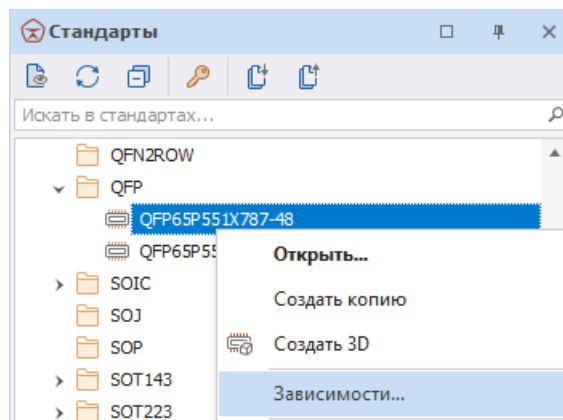 Стандарты
Искать в стандартах...
QFN2ROW
QFP
QFP65P551X787-48
QFP65P55
Открыть...
SOIC
Создать копию
SOJ
SOP
Создать 3D
SOT143
Зависимости...
SOT223